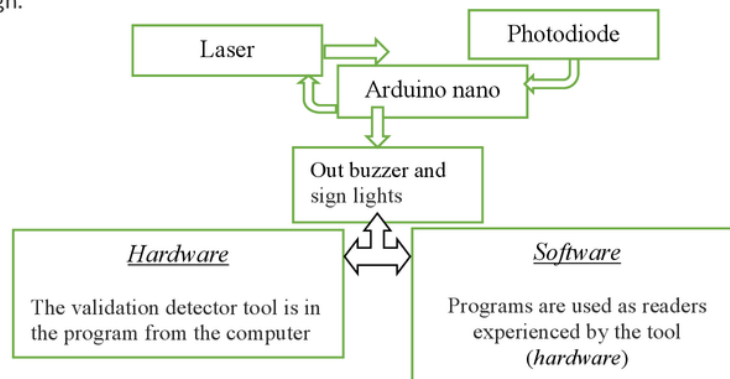 gn.
Laser
Photodiode
Arduino nano
Out buzzer and
sign lights
Hardware
The validation detector tool is in
the program from the computer
Software
Programs are used as readers
experienced by the tool
(hardware)